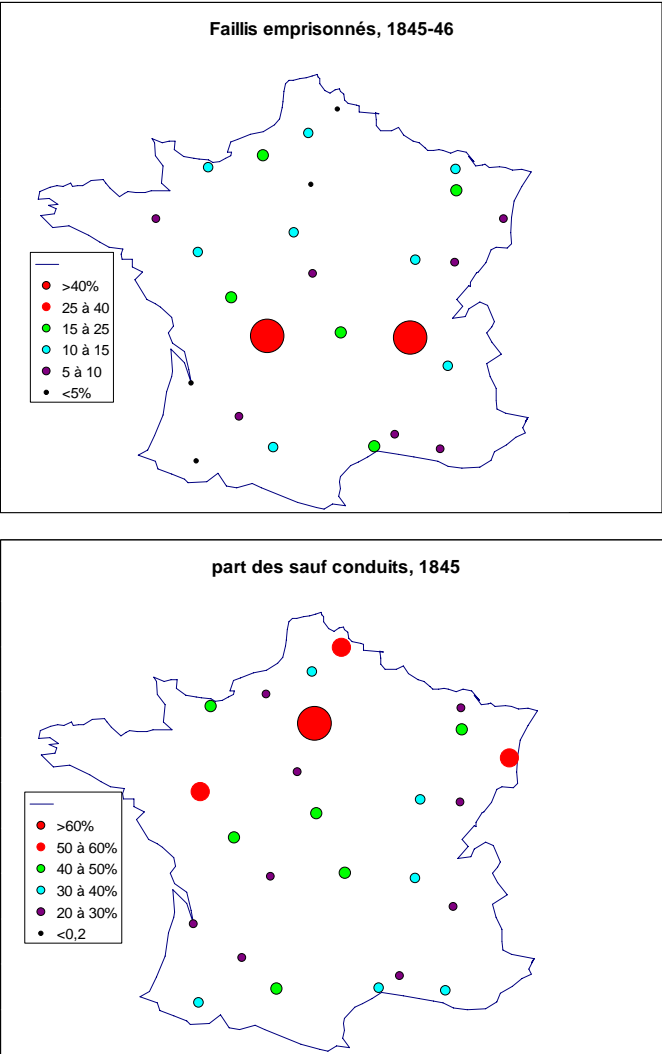 Faillis emprisonnés, 1845-46
>40%
25 à 40
15 à 25
10 à 15
5 à 10
<5%
part des sauf conduits, 1845
>60%
50 à 60%
40 à 50%
30 à 40%
20 à 30%
<0,2